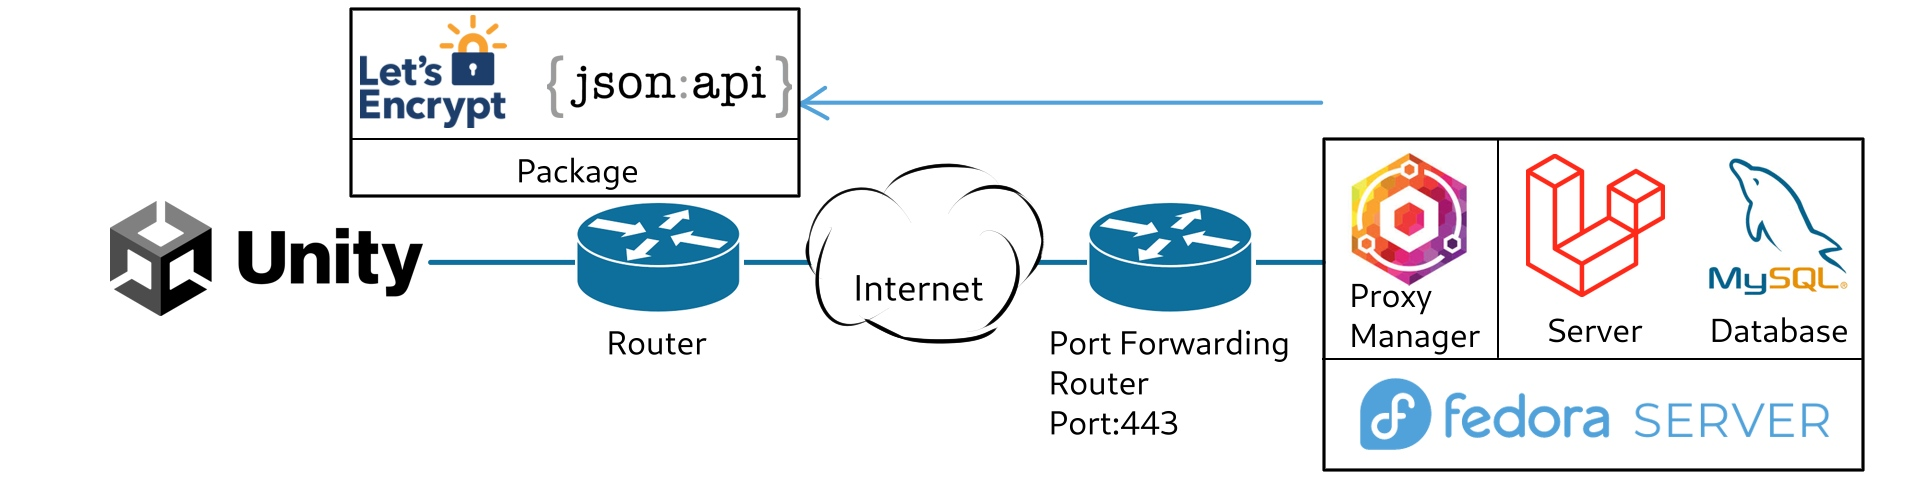 Let's
Encrypt
{json:api}
Package
Unity
Router
Internet
Port Forwarding
Router
Port:443
Proxy
Manager
Server
MySQL®
Database
fedora SERVER